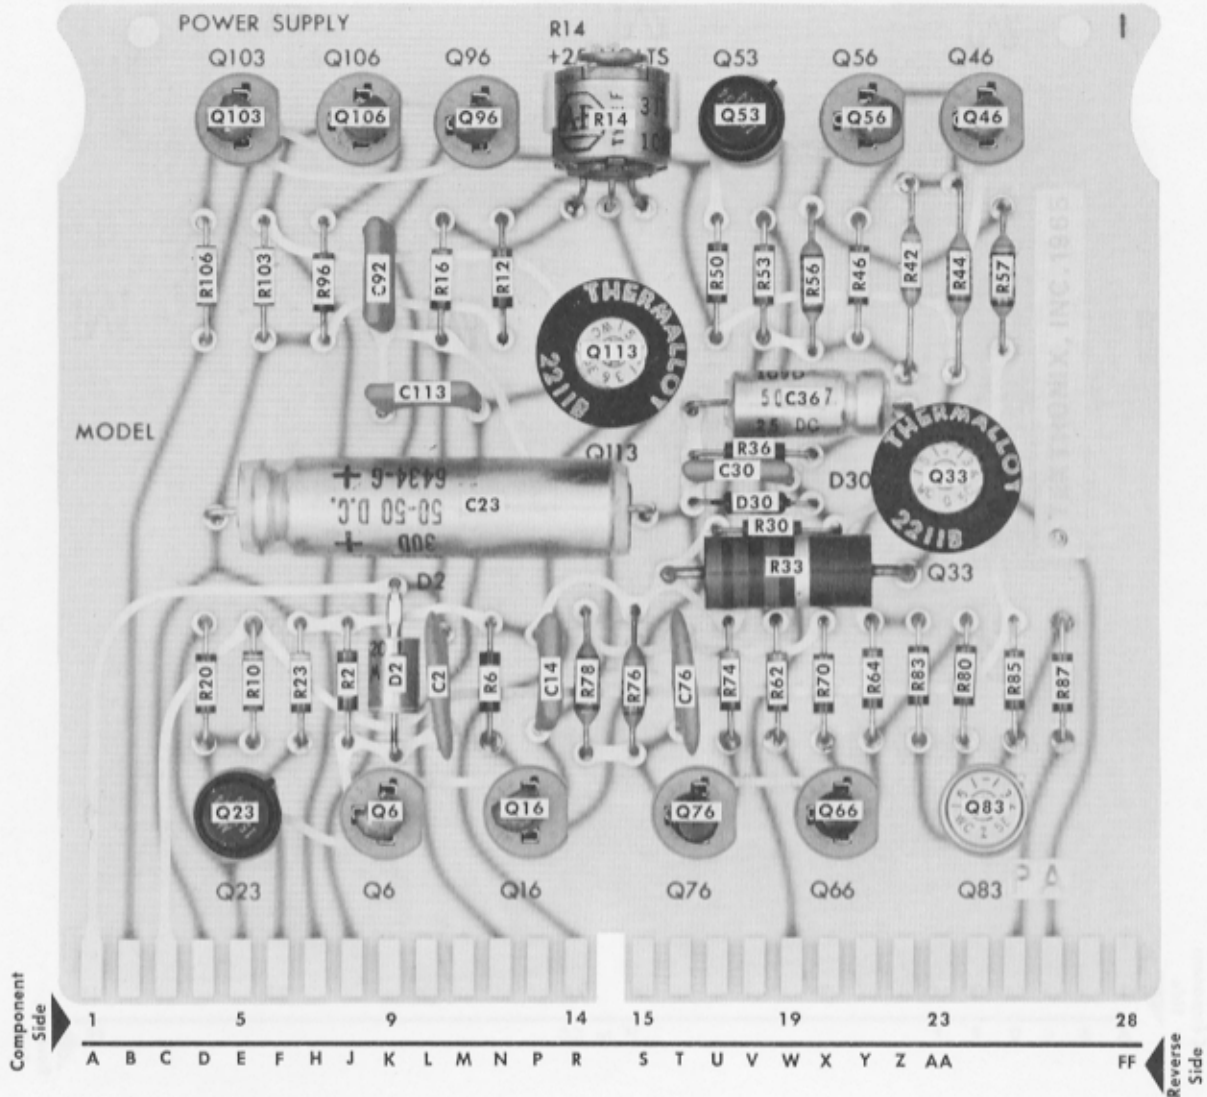 POWER SUPPLY
R14
1
Q103 Q106 Q96 +25 VOLTS Q53 Q56 Q46
Q103 Q106 Q96 R14 Q53 Q56 Q46
R106 R103 R96 C92 R16 R12 R50 R53 R56 R46 R42 R44 R57
THERMALLOY
2211B
Q113
C113
C367
50
25 DC
MODEL
Q113
R36
C30
D30
D30
THERMALLOY
2211B
Q33
6434-G
C23
50-50 D.C.
30D
R30
R33
Q33
D2
R20 R10 R23 R2 D2 C2 R6 C14 R78 R76 C76 R74 R62 R70 R64 R83 R80 R85 R87
Q23 Q6 Q16 Q76 Q66 Q83
Q23 Q6 Q16 Q76 Q66 Q83
Component Side
1 5 9 14 15 19 23 28
A B C D E F H J K L M N P R S T U V W X Y Z AA FF
Reverse Side